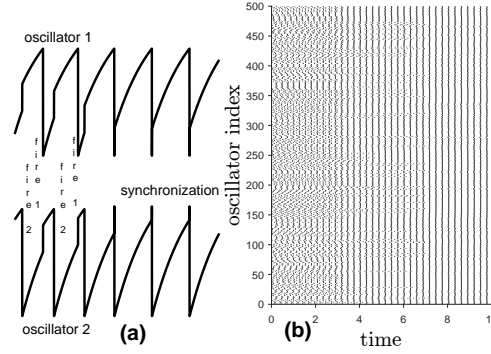 oscillator 1
fire 1
fire 1
fire 2
fire 2
synchronization
oscillator 2
(a)
500
450
400
350
300
250
200
150
100
50
0
oscillator index
0 2 4 6 8 10
time
(b)